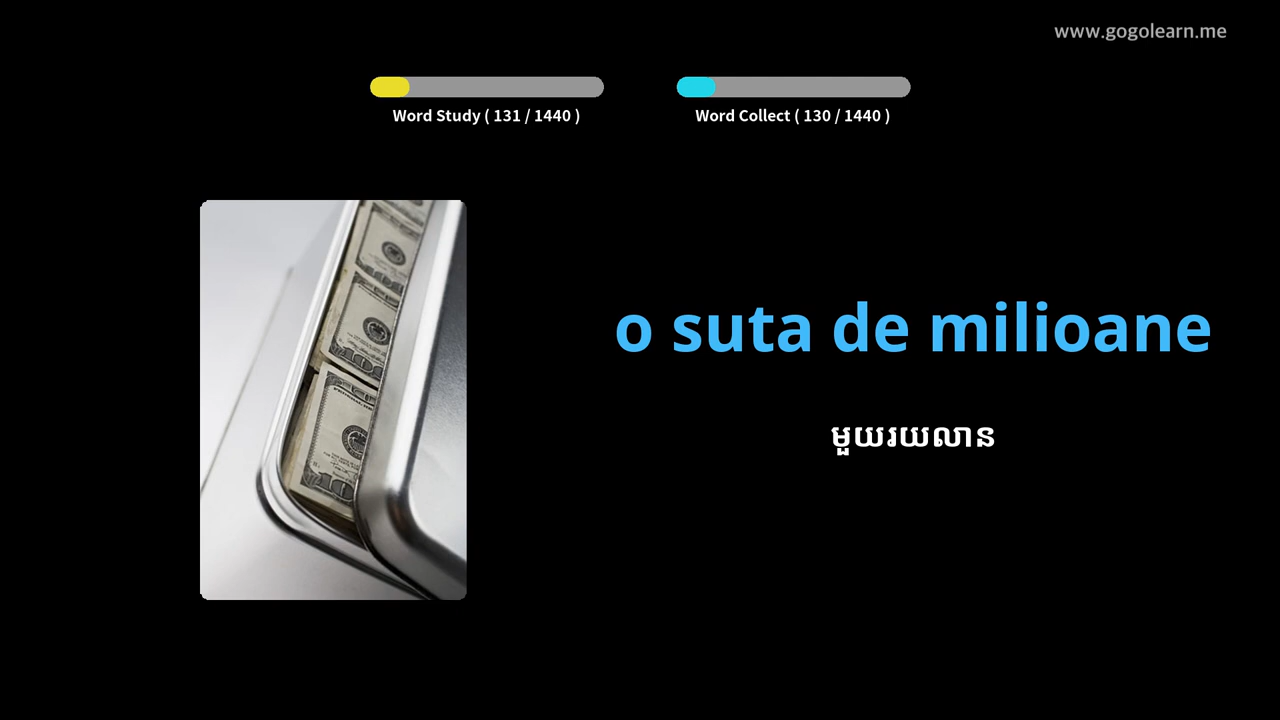 www.gogolearn.me
Word Study ( 131 / 1440 )
Word Collect ( 130 / 1440 )
o suta de milioane
មួយរយលាន